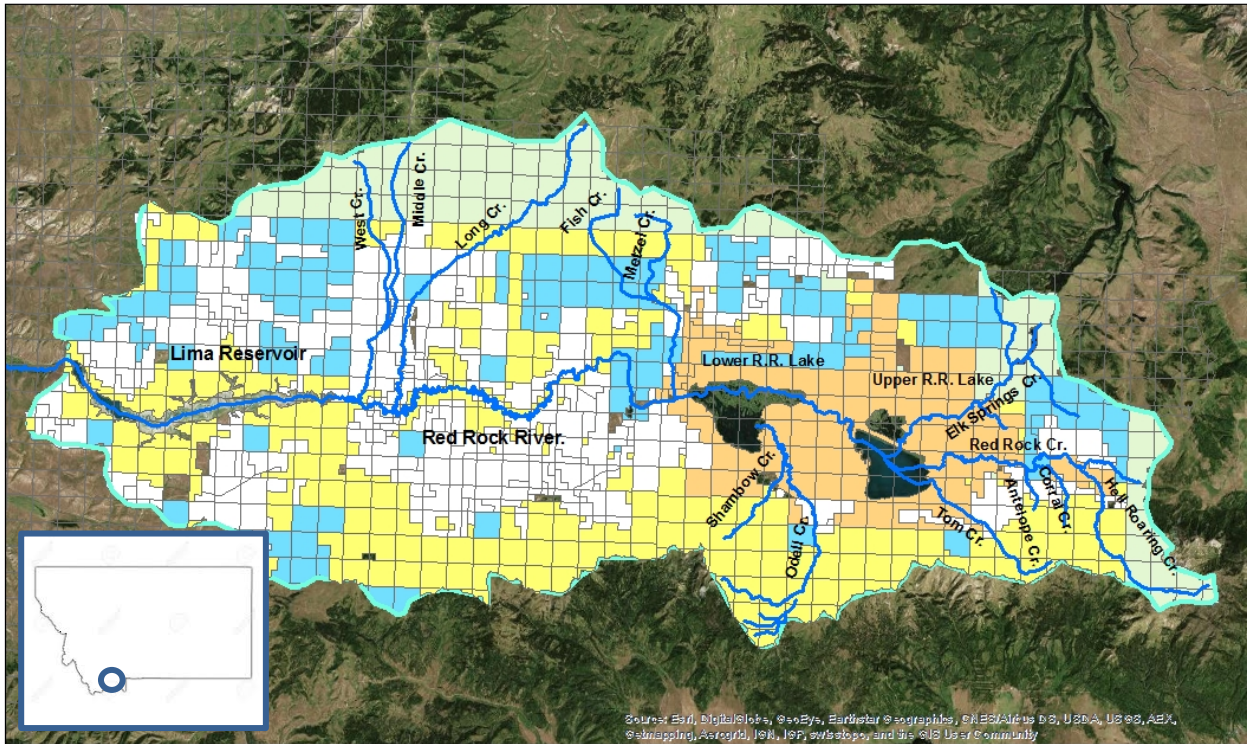 West Cr.
Middle Cr.
Long Cr.
Fish Cr.
Metzel Cr.
Lima Reservoir
Lower R.R. Lake
Upper R.R. Lake
Elk Springs Cr.
Red Rock River.
Red Rock Cr.
Shambow Cr.
Odell Cr.
Tom Cr.
Antelope Cr.
Corral Cr.
Hell Roaring Cr.
Source: Esri, DigitalGlobe, GeoEye, Earthstar Geographics, CNES/Airbus DS, USDA, USGS, AEX,
Getmapping, Aerogrid, IGN, IGP, swisstopo, and the GIS User Community